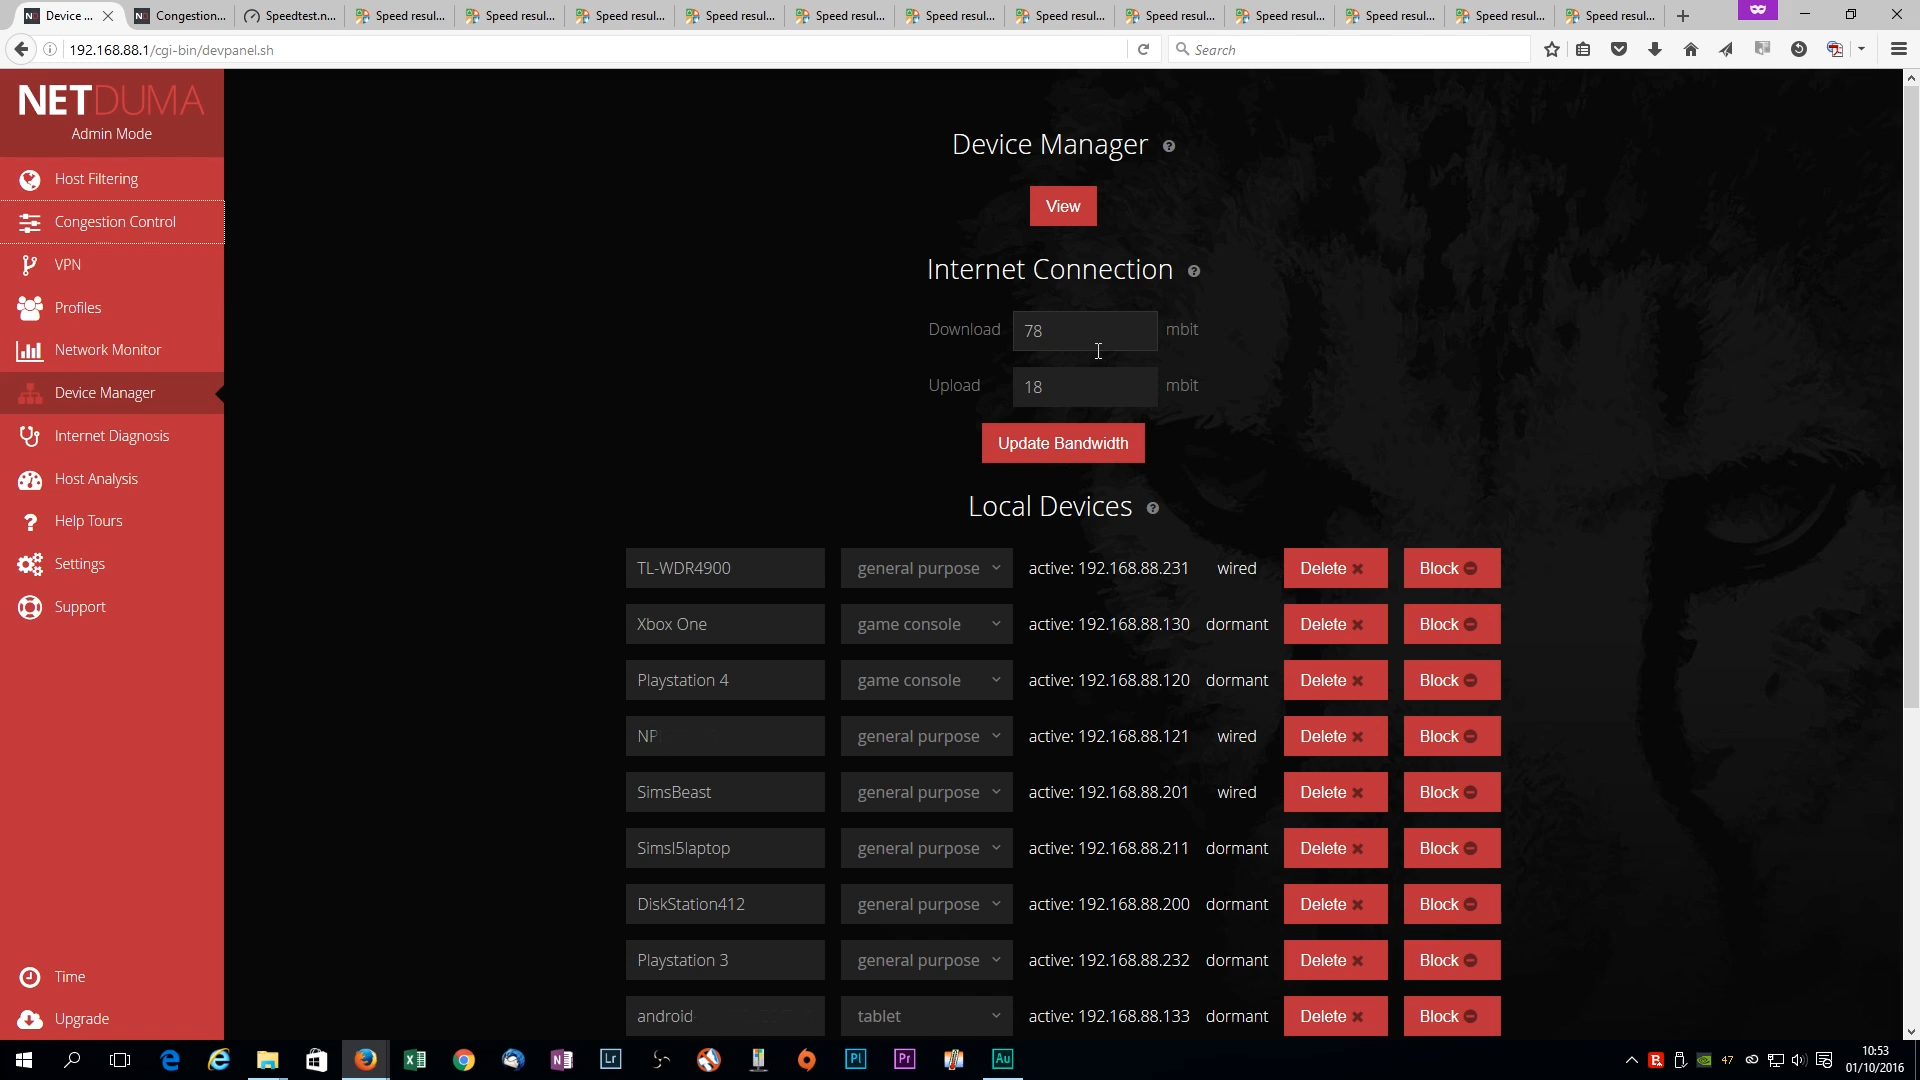 Device ...
Congestion...
Speedtest.n...
Speed resul...
Speed resul...
Speed resul...
Speed resul...
Speed resul...
Speed resul...
Speed resul...
Speed resul...
Speed resul...
Speed resul...
Speed resul...
Speed resul...
192.168.88.1/cgi-bin/devpanel.sh
Search
NETDUMA
Admin Mode
Host Filtering
Congestion Control
VPN
Profiles
Network Monitor
Device Manager
Internet Diagnosis
Host Analysis
Help Tours
Settings
Support
Time
Upgrade
Device Manager
View
Internet Connection
Download 78 mbit
Upload 18 mbit
Update Bandwidth
Local Devices
TL-WDR4900 general purpose active: 192.168.88.231 wired Delete Block
Xbox One game console active: 192.168.88.130 dormant Delete Block
Playstation 4 game console active: 192.168.88.120 dormant Delete Block
NP general purpose active: 192.168.88.121 wired Delete Block
SimsBeast general purpose active: 192.168.88.201 wired Delete Block
SimsI5laptop general purpose active: 192.168.88.211 dormant Delete Block
DiskStation412 general purpose active: 192.168.88.200 dormant Delete Block
Playstation 3 general purpose active: 192.168.88.232 dormant Delete Block
android tablet active: 192.168.88.133 dormant Delete Block
Lr
Pl
Pr
Au
47
10:53
01/10/2016